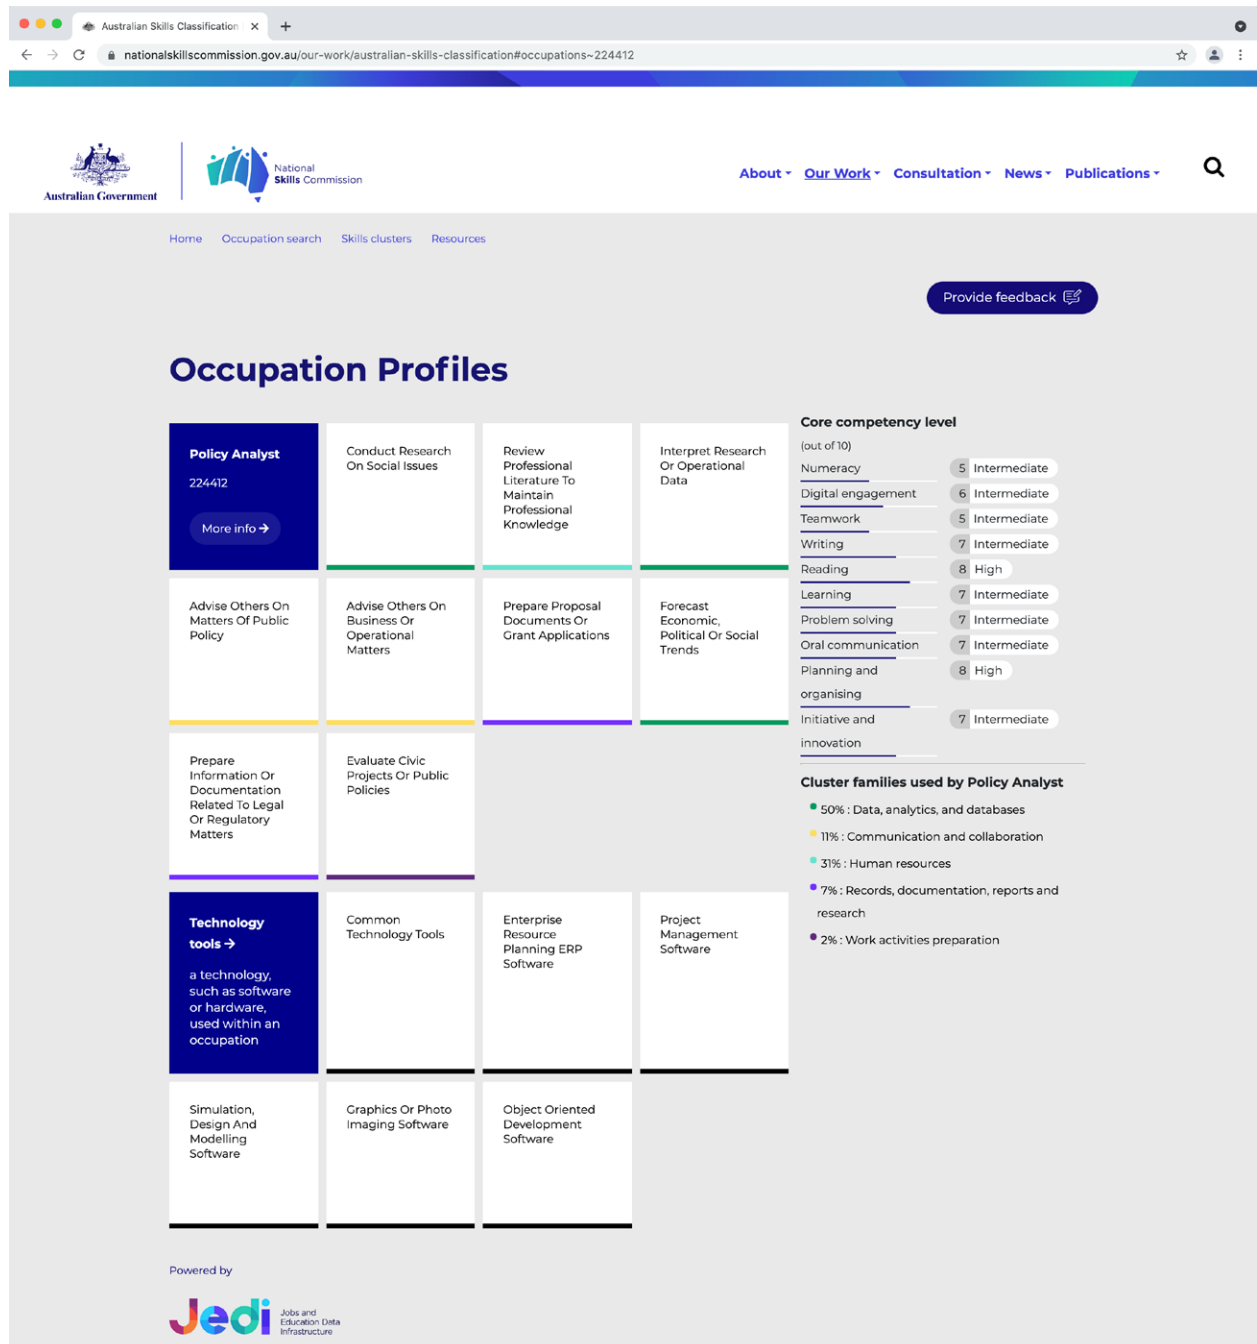 Australian Skills Classification
nationalskillscommission.gov.au/our-work/australian-skills-classification#occupations~224412
Australian Government
National
Skills Commission
About
Our Work
Consultation
News
Publications
Home
Occupation search
Skills clusters
Resources
Provide feedback
Occupation Profiles
Policy Analyst
224412
More info →
Conduct Research
On Social Issues
Review
Professional
Literature To
Maintain
Professional
Knowledge
Interpret Research
Or Operational
Data
Advise Others On
Matters Of Public
Policy
Advise Others On
Business Or
Operational
Matters
Prepare Proposal
Documents Or
Grant Applications
Forecast
Economic,
Political Or Social
Trends
Prepare
Information Or
Documentation
Related To Legal
Or Regulatory
Matters
Evaluate Civic
Projects Or Public
Policies
Technology
tools →
a technology,
such as software
or hardware,
used within an
occupation
Common
Technology Tools
Enterprise
Resource
Planning ERP
Software
Project
Management
Software
Simulation,
Design And
Modelling
Software
Graphics Or Photo
Imaging Software
Object Oriented
Development
Software
Core competency level
(out of 10)
Numeracy 5 Intermediate
Digital engagement 6 Intermediate
Teamwork 5 Intermediate
Writing 7 Intermediate
Reading 8 High
Learning 7 Intermediate
Problem solving 7 Intermediate
Oral communication 7 Intermediate
Planning and 8 High
organising
Initiative and 7 Intermediate
innovation
Cluster families used by Policy Analyst
50% : Data, analytics, and databases
11% : Communication and collaboration
31% : Human resources
7% : Records, documentation, reports and
research
2% : Work activities preparation
Powered by
Jedi
Jobs and
Education Data
Infrastructure